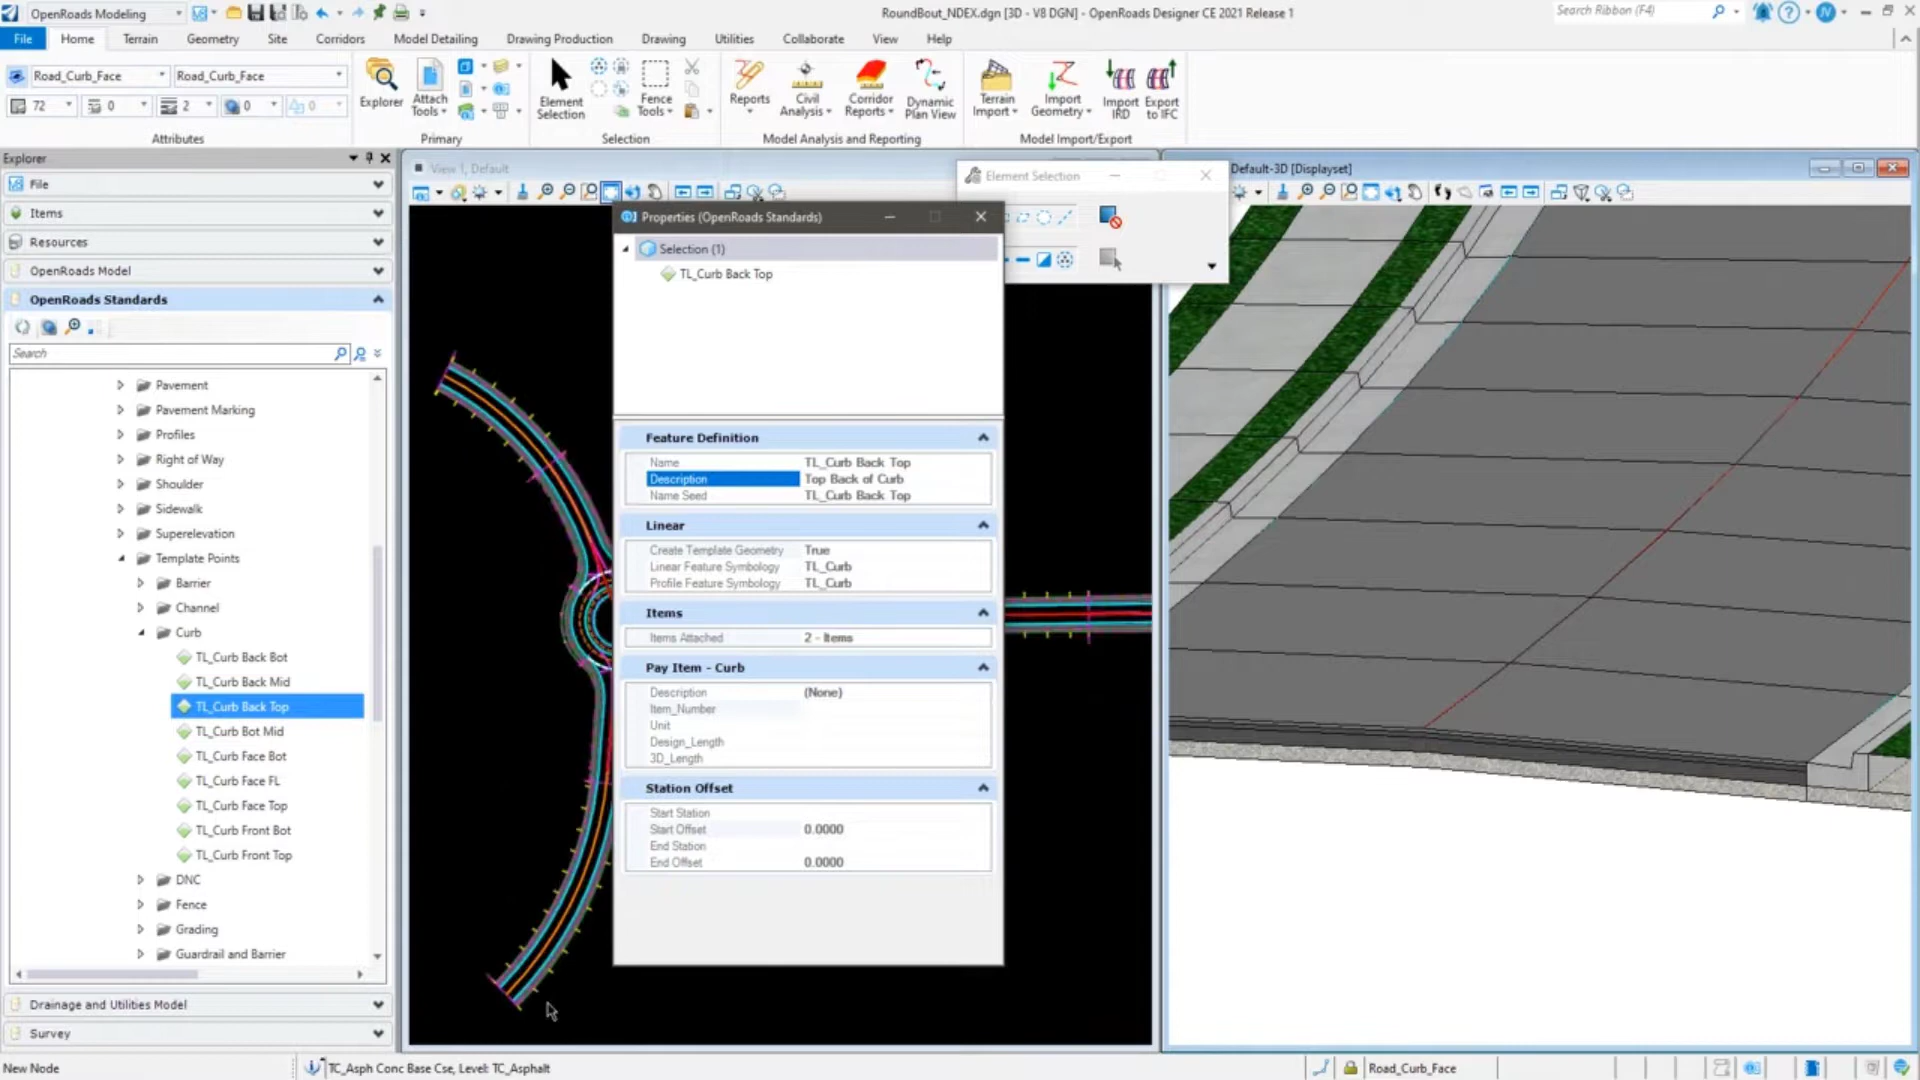 OpenRoads Modeling
RoundBout_NDEX.dgn [3D - V8 DGN] - OpenRoads Designer CE 2021 Release 1
Search Ribbon (F4)
JV
File Home Terrain Geometry Site Corridors Model Detailing Drawing Production Drawing Utilities Collaborate View Help
Road_Curb_Face Road_Curb_Face
72 0 2 0 0
Attributes
Explorer
Attach Tools
Primary
Element Selection
Fence Tools
Selection
Reports
Civil Analysis
Corridor Reports
Dynamic Plan View
Model Analysis and Reporting
Terrain Import
Import Geometry
Import IRD
Export to IFC
Model Import/Export
Explorer
File
Items
Resources
OpenRoads Model
OpenRoads Standards
Search
Pavement
Pavement Marking
Profiles
Right of Way
Shoulder
Sidewalk
Superelevation
Template Points
Barrier
Channel
Curb
TL_Curb Back Bot
TL_Curb Back Mid
TL_Curb Back Top
TL_Curb Bot Mid
TL_Curb Face Bot
TL_Curb Face FL
TL_Curb Face Top
TL_Curb Front Bot
TL_Curb Front Top
DNC
Fence
Grading
Guardrail and Barrier
Drainage and Utilities Model
Survey
View 1, Default
Properties (OpenRoads Standards)
Selection (1)
TL_Curb Back Top
Feature Definition
Name TL_Curb Back Top
Description Top Back of Curb
Name Seed TL_Curb Back Top
Linear
Create Template Geometry True
Linear Feature Symbology TL_Curb
Profile Feature Symbology TL_Curb
Items
Items Attached 2 - Items
Pay Item - Curb
Description (None)
Item_Number
Unit
Design_Length
3D_Length
Station Offset
Start Station
Start Offset 0.0000
End Station
End Offset 0.0000
Element Selection
Default-3D [Displayset]
New Node
TC_Asph Conc Base Cse, Level: TC_Asphalt
Road_Curb_Face